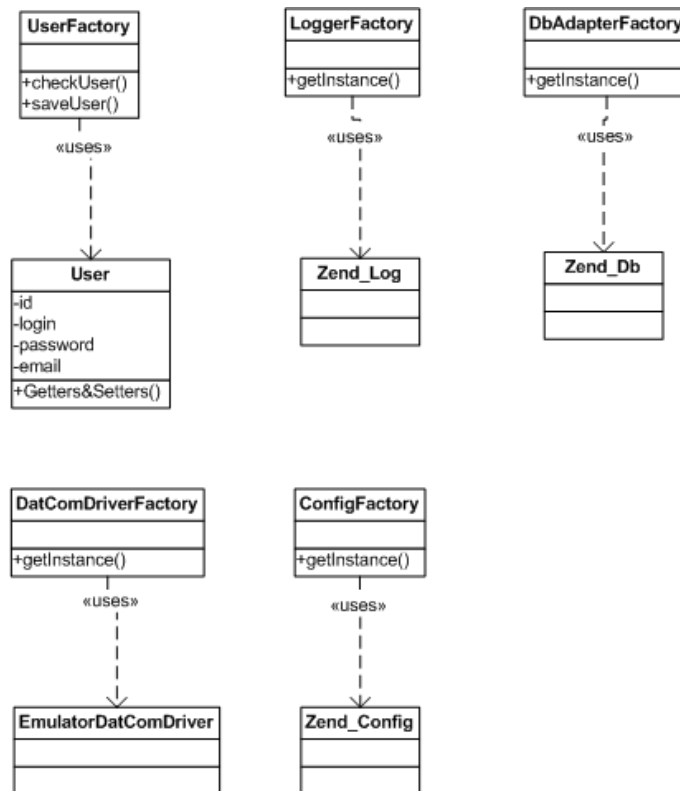 UserFactory
+checkUser()
+saveUser()
«uses»
User
-id
-login
-password
-email
+Getters&Setters()
LoggerFactory
+getInstance()
«uses»
Zend_Log
DbAdapterFactory
+getInstance()
«uses»
Zend_Db
DatComDriverFactory
+getInstance()
«uses»
EmulatorDatComDriver
ConfigFactory
+getInstance()
«uses»
Zend_Config